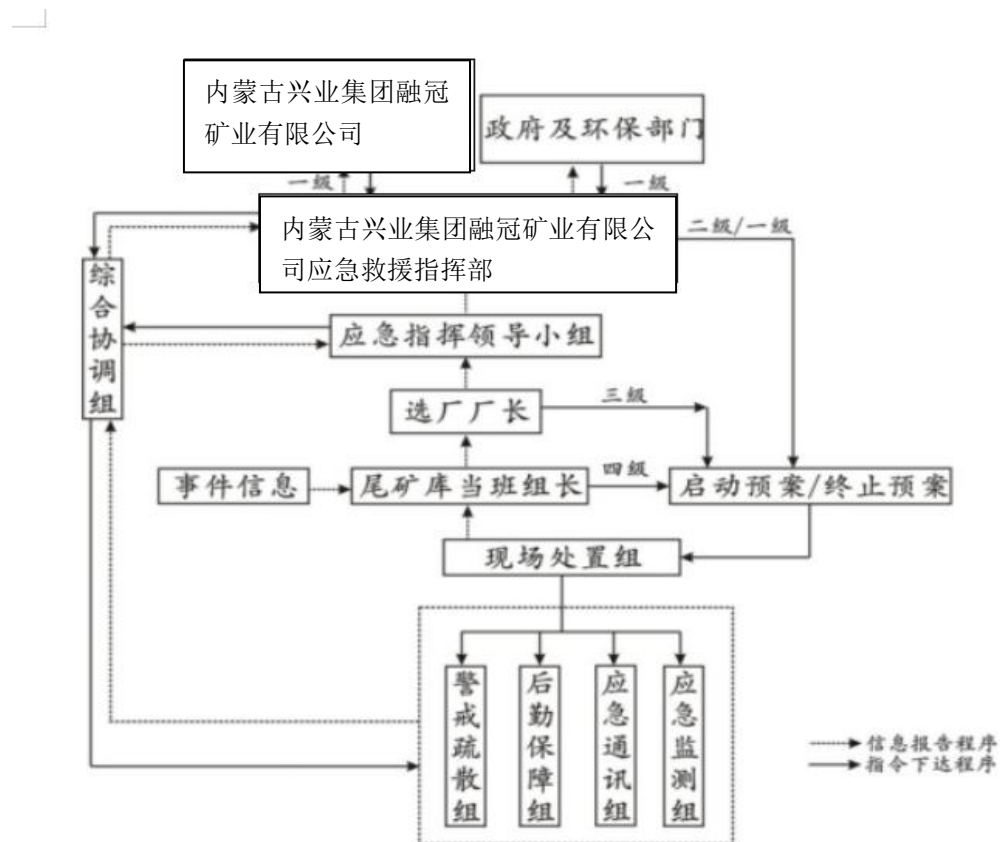 内蒙古兴业集团融冠
矿业有限公司
政府及环保部门
一级
一级
内蒙古兴业集团融冠矿业有限公
司应急救援指挥部
二级/一级
综合协调组
应急指挥领导小组
选厂厂长
三级
事件信息
尾矿库当班组长
四级
启动预案/终止预案
现场处置组
警戒疏散组
后勤保障组
应急通讯组
应急监测组
信息报告程序
指令下达程序